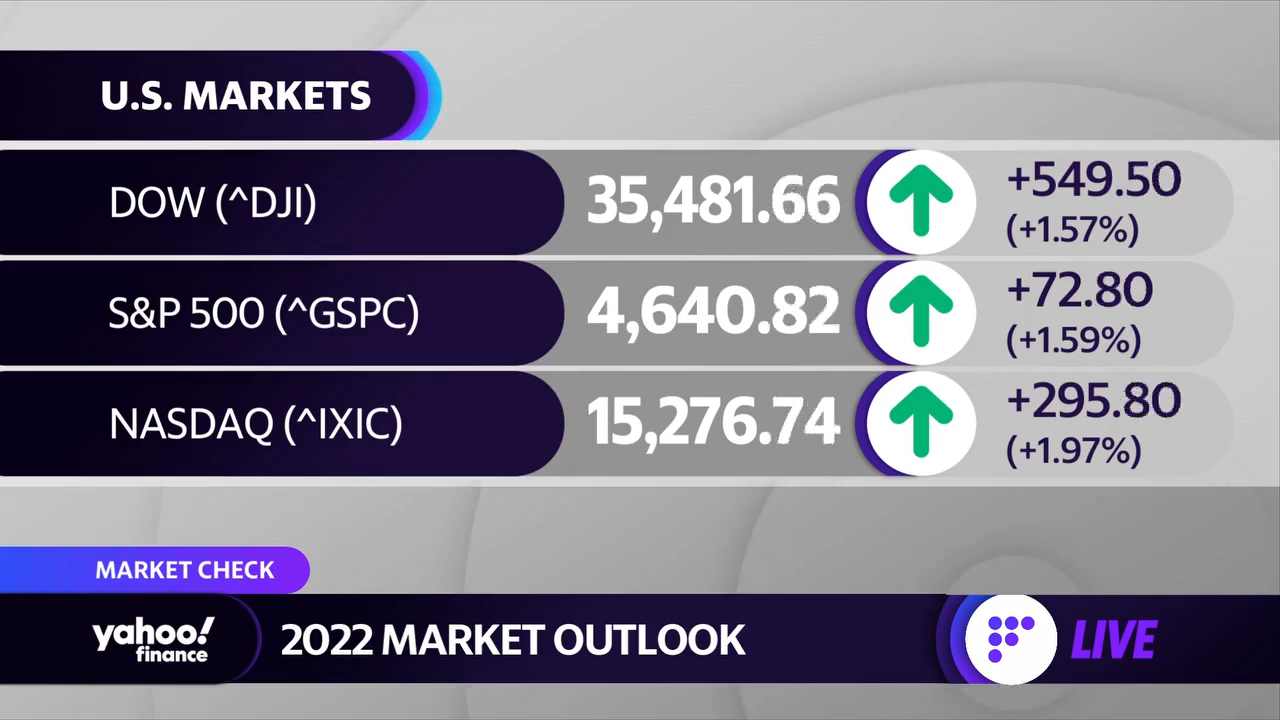 U.S. MARKETS
DOW (^DJI) 35,481.66 +549.50
(+1.57%)
S&P 500 (^GSPC) 4,640.82 +72.80
(+1.59%)
NASDAQ (^IXIC) 15,276.74 +295.80
(+1.97%)
MARKET CHECK
yahoo!
finance
2022 MARKET OUTLOOK
LIVE